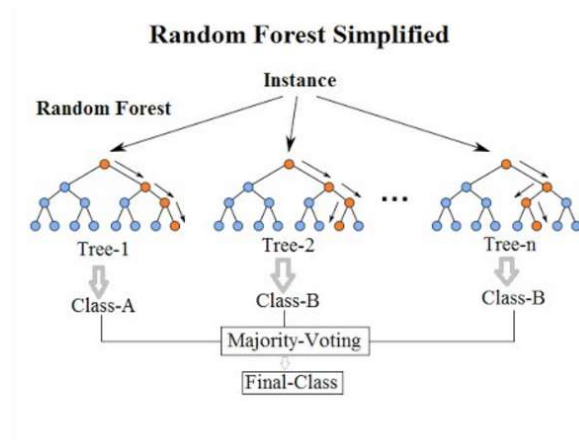 Random Forest Simplified
Instance
Random Forest
...
Tree-1
Tree-2
Tree-n
Class-A
Class-B
Class-B
Majority-Voting
Final-Class